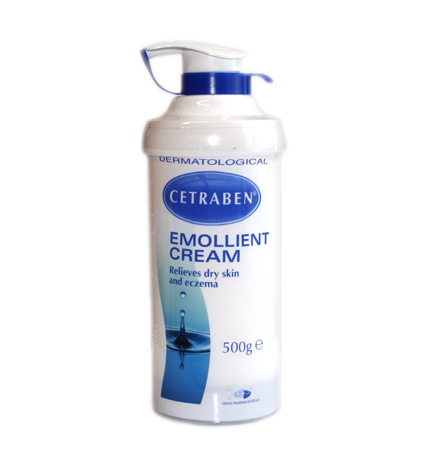 DERMATOLOGICAL
CETRABEN®
EMOLLIENT
CREAM
Relieves dry skin
and eczema
500g ℮